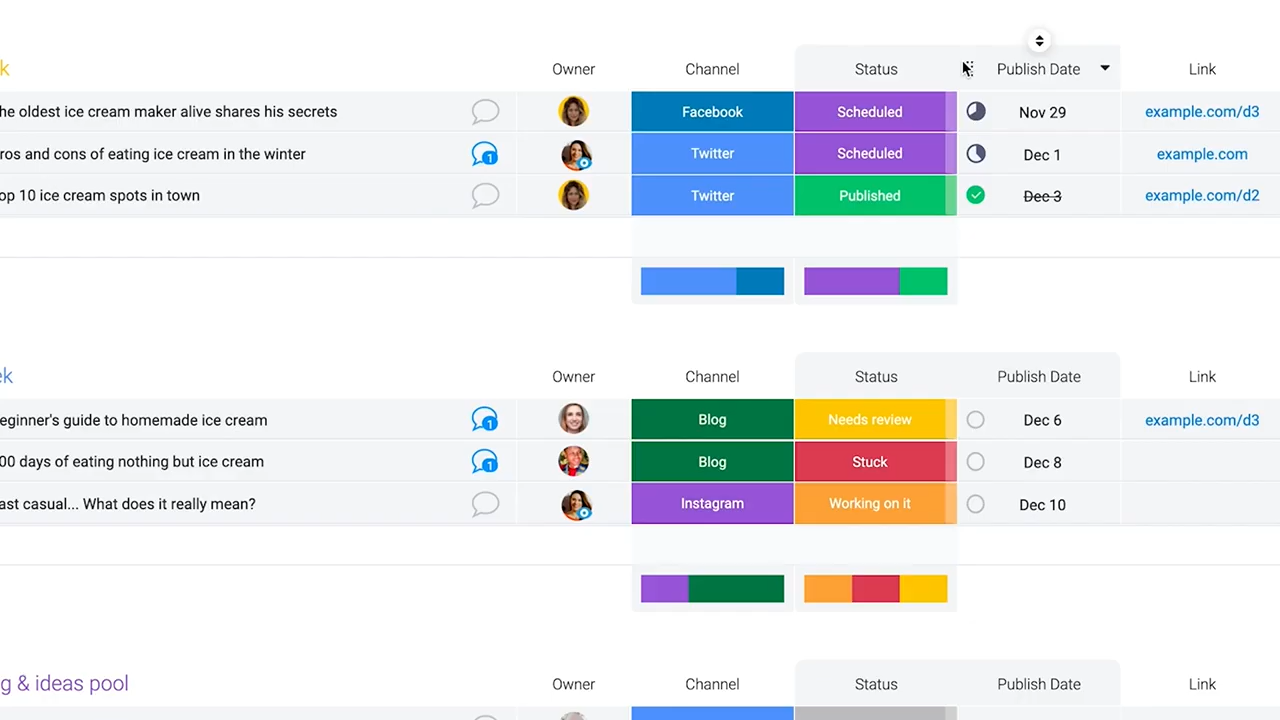 k Owner Channel Status Publish Date Link
he oldest ice cream maker alive shares his secrets Facebook Scheduled Nov 29 example.com/d3
ros and cons of eating ice cream in the winter 1 Twitter Scheduled Dec 1 example.com
op 10 ice cream spots in town Twitter Published Dec 3 example.com/d2
ek Owner Channel Status Publish Date Link
eginner's guide to homemade ice cream 1 Blog Needs review Dec 6 example.com/d3
00 days of eating nothing but ice cream 1 Blog Stuck Dec 8
ast casual... What does it really mean? Instagram Working on it Dec 10
g & ideas pool Owner Channel Status Publish Date Link